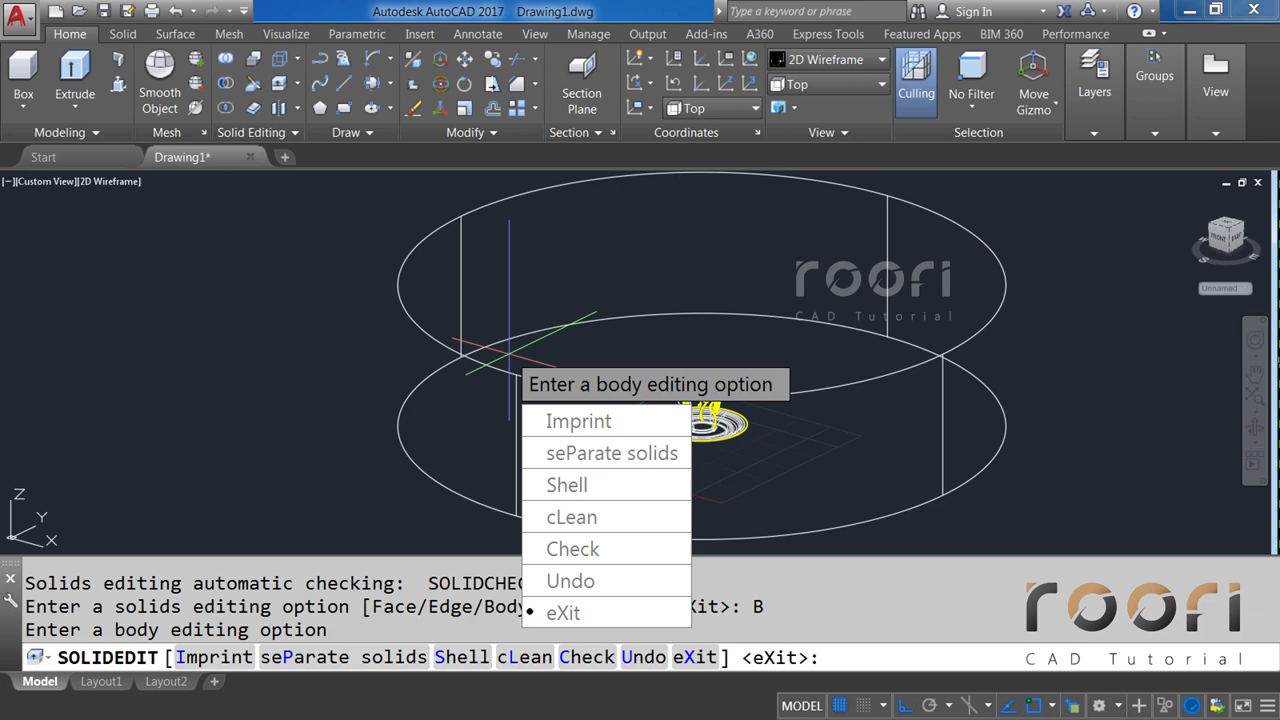 Autodesk AutoCAD 2017 Drawing1.dwg
Type a keyword or phrase
Sign In
Home Solid Surface Mesh Visualize Parametric Insert Annotate View Manage Output Add-ins A360 Express Tools Featured Apps BIM 360 Performance
Box
Extrude
Smooth
Object
Section
Plane
2D Wireframe
Top
Top
Culling
No Filter
Move
Gizmo
Layers
Groups
View
Modeling Mesh Solid Editing Draw Modify Section Coordinates View Selection
Start Drawing1*
[−][Custom View][2D Wireframe]
FRONT
Unnamed
roori
CAD Tutorial
Enter a body editing option
Imprint
seParate solids
Shell
cLean
Check
Undo
eXit
Z
Y
X
Solids editing automatic checking: SOLIDCHE
Enter a solids editing option [Face/Edge/Body
Xit>: B
Enter a body editing option
SOLIDEDIT [Imprint seParate solids Shell cLean Check Undo eXit] <eXit>:
roori
CAD Tutorial
Model Layout1 Layout2
MODEL